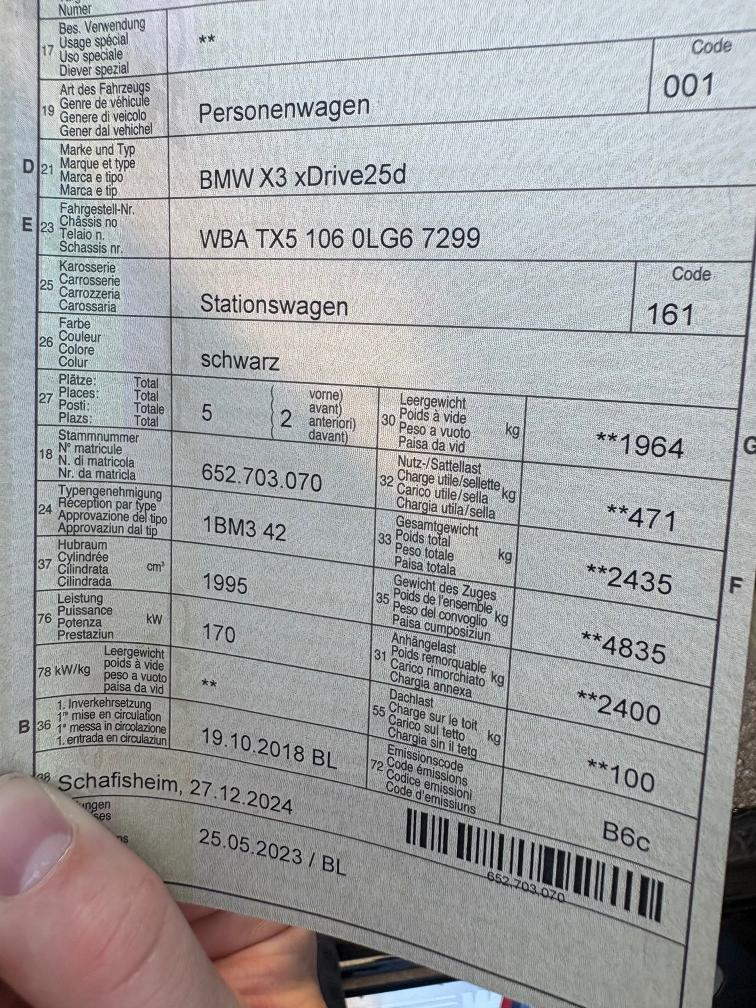 Numer
17 Bes. Verwendung
Usage spécial
Uso speciale
Diever spezial
**
19 Art des Fahrzeugs
Genre de véhicule
Genere di veicolo
Gener dal vehichel
Personenwagen
Code
001
D 21 Marke und Typ
Marque et type
Marca e tipo
Marca e tip
BMW X3 xDrive25d
E 23 Fahrgestell-Nr.
Châssis no
Telaio n.
Schassis nr.
WBA TX5 106 0LG6 7299
25 Karosserie
Carrosserie
Carrozzeria
Carossaria
Stationswagen
Code
161
26 Farbe
Couleur
Colore
Colur
schwarz
27 Plätze: Total
Places: Total
Posti: Totale
Plazs: Total
5
2
vorne)
avant)
anteriori)
davant)
30 Leergewicht
Poids à vide
Peso a vuoto
Paisa da vid
kg
**1964
G
18 Stammnummer
N° matricule
N. di matricola
Nr. da matricla
652.703.070
32 Nutz-/Sattellast
Charge utile/sellette
Carico utile/sella
Chargia utila/sella
kg
**471
24 Typengenehmigung
Réception par type
Approvazione del tipo
Approvaziun dal tip
1BM3 42
33 Gesamtgewicht
Poids total
Peso totale
Paisa totala
kg
**2435
F
37 Hubraum
Cylindrée
Cilindrata
Cilindrada
cm³
1995
35 Gewicht des Zuges
Poids de l'ensemble
Peso del convoglio
Paisa cumposiziun
kg
**4835
76 Leistung
Puissance
Potenza
Prestaziun
kW
170
31 Anhängelast
Poids remorquable
Carico rimorchiato
Chargia annexa
kg
**2400
78 kW/kg Leergewicht
poids à vide
peso a vuoto
paisa da vid
**
55 Dachlast
Charge sur le toit
Carico sul tetto
Chargia sin il tetg
kg
**100
B 36 1. Inverkehrsetzung
1re mise en circulation
1a messa in circolazione
1. entrada en circulaziun
19.10.2018 BL
72 Emissionscode
Code émissions
Codice emissioni
Code d'emissiuns
B6c
38 Schafisheim, 27.12.2024
25.05.2023 / BL
652.703.070